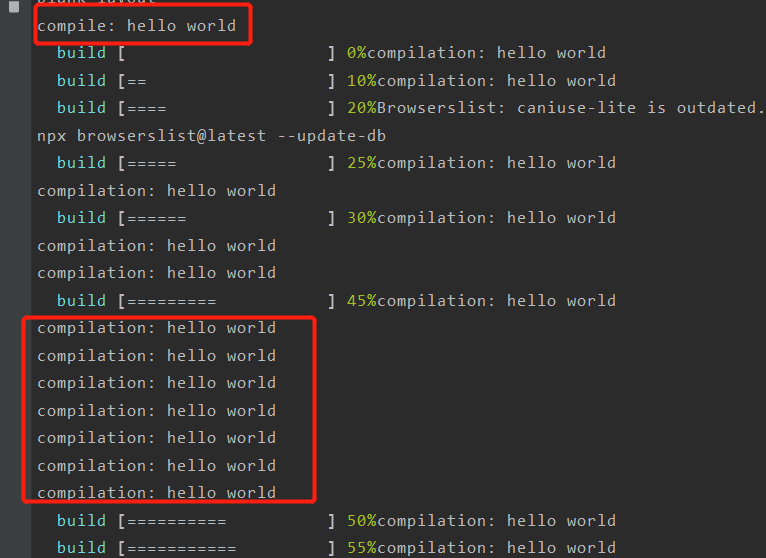 blank layout
compile: hello world
build [                    ] 0%compilation: hello world
build [==                  ] 10%compilation: hello world
build [====                ] 20%Browserslist: caniuse-lite is outdated.
npx browserslist@latest --update-db
build [=====               ] 25%compilation: hello world
compilation: hello world
build [======              ] 30%compilation: hello world
compilation: hello world
compilation: hello world
build [=========           ] 45%compilation: hello world
compilation: hello world
compilation: hello world
compilation: hello world
compilation: hello world
compilation: hello world
compilation: hello world
compilation: hello world
build [==========          ] 50%compilation: hello world
build [===========         ] 55%compilation: hello world